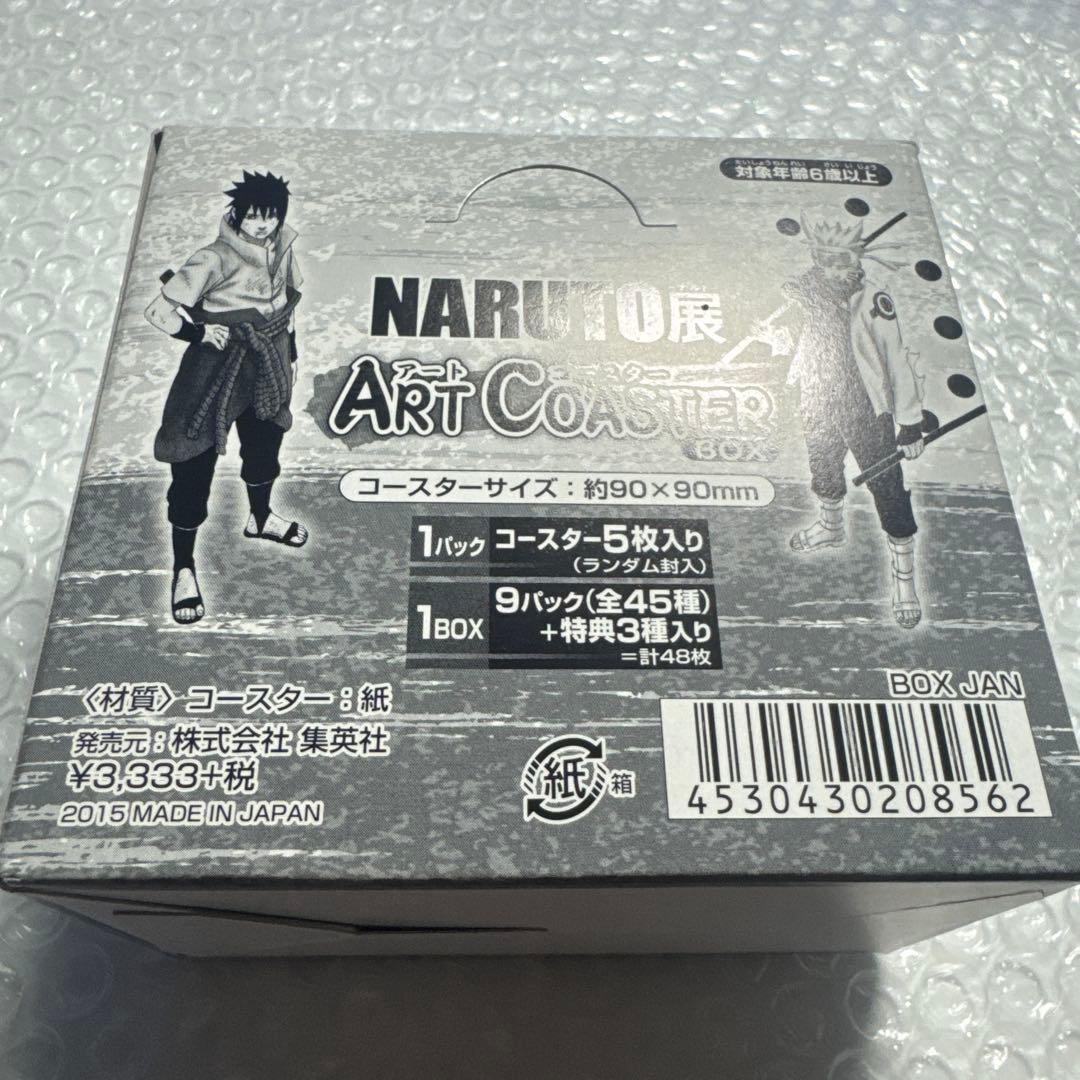 たいしょうねんれい さいいじょう
対象年齢6歳以上
NARUTO展
アート コースター
ART COASTER
BOX
コースターサイズ：約90×90mm
1パック コースター5枚入り
(ランダム封入)
1BOX 9パック(全45種)
+特典3種入り
=計48枚
〈材質〉コースター：紙
発売元：株式会社 集英社
¥3,333+税
2015 MADE IN JAPAN
紙 箱
BOX JAN
4530430208562